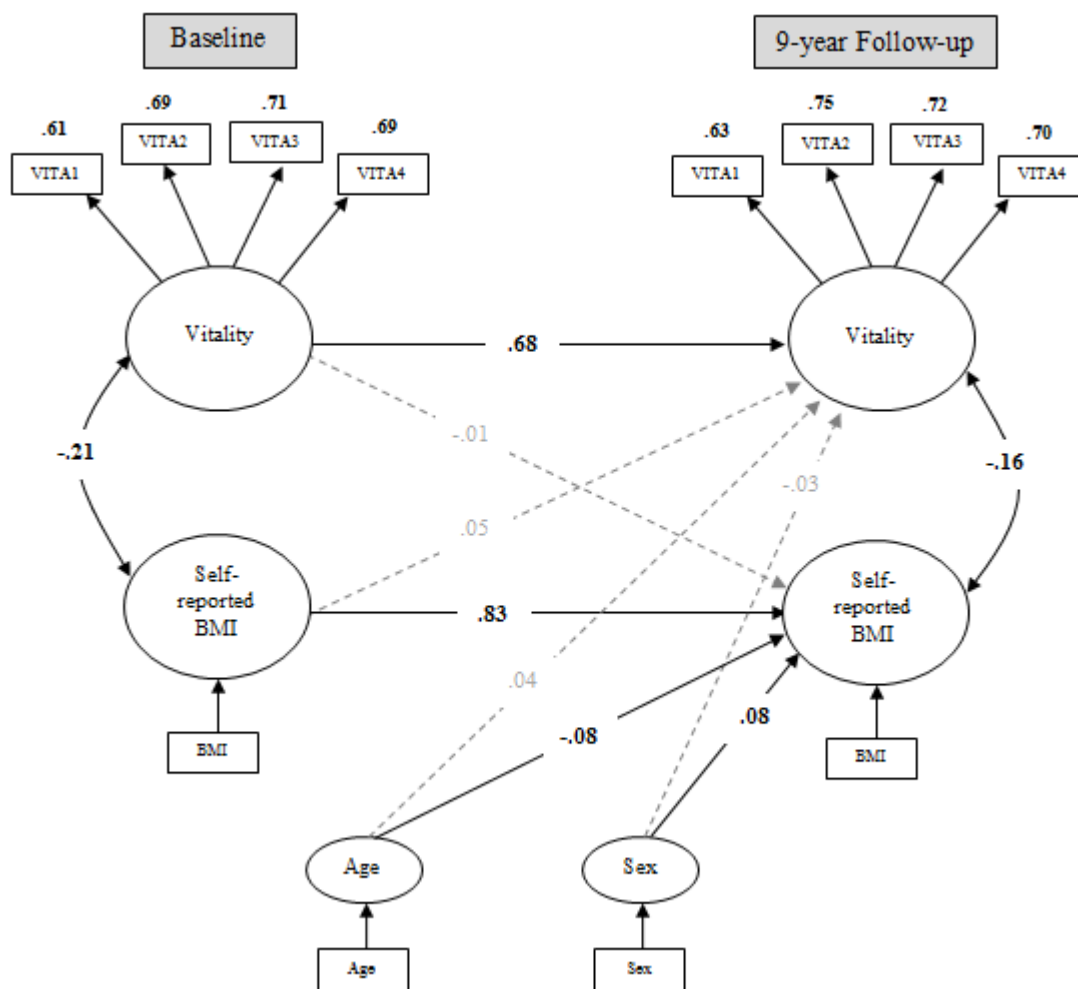 Baseline
9-year Follow-up
.61
.69
.71
.69
VITA1
VITA2
VITA3
VITA4
.63
.75
.72
.70
VITA1
VITA2
VITA3
VITA4
Vitality
.68
Vitality
-.21
-.01
.05
-.03
-.16
Self-
reported
BMI
.83
Self-
reported
BMI
.04
-.08
.08
BMI
BMI
Age
Sex
Age
Sex